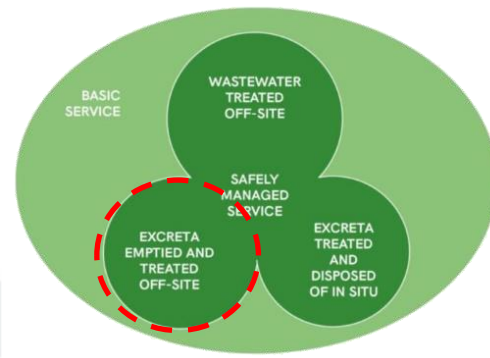 BASIC
SERVICE
WASTEWATER
TREATED
OFF-SITE
SAFELY
MANAGED
SERVICE
EXCRETA
EMPTIED AND
TREATED
OFF-SITE
EXCRETA
TREATED
AND
DISPOSED
OF IN SITU